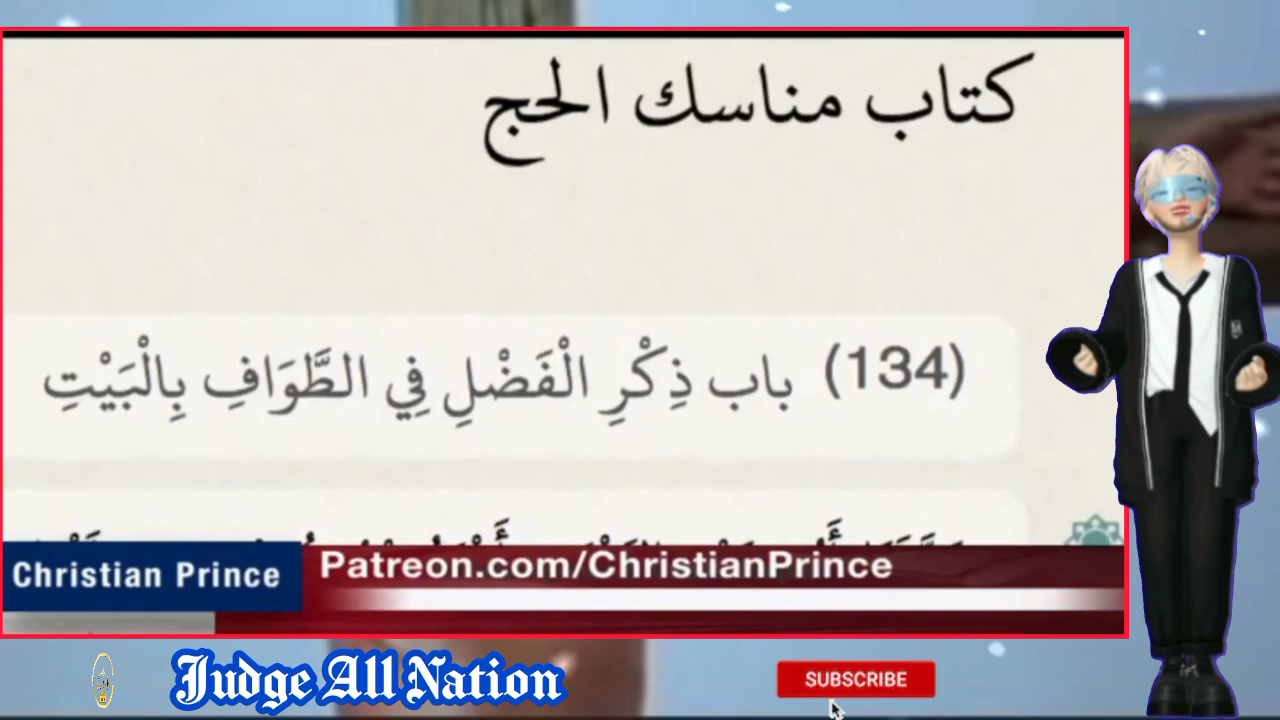 كتاب مناسك الحج
(134) باب ذِكْرِ الْفَضْلِ فِي الطَّوَافِ بِالْبَيْتِ
Christian Prince
Patreon.com/ChristianPrince
Judge All Nation
SUBSCRIBE